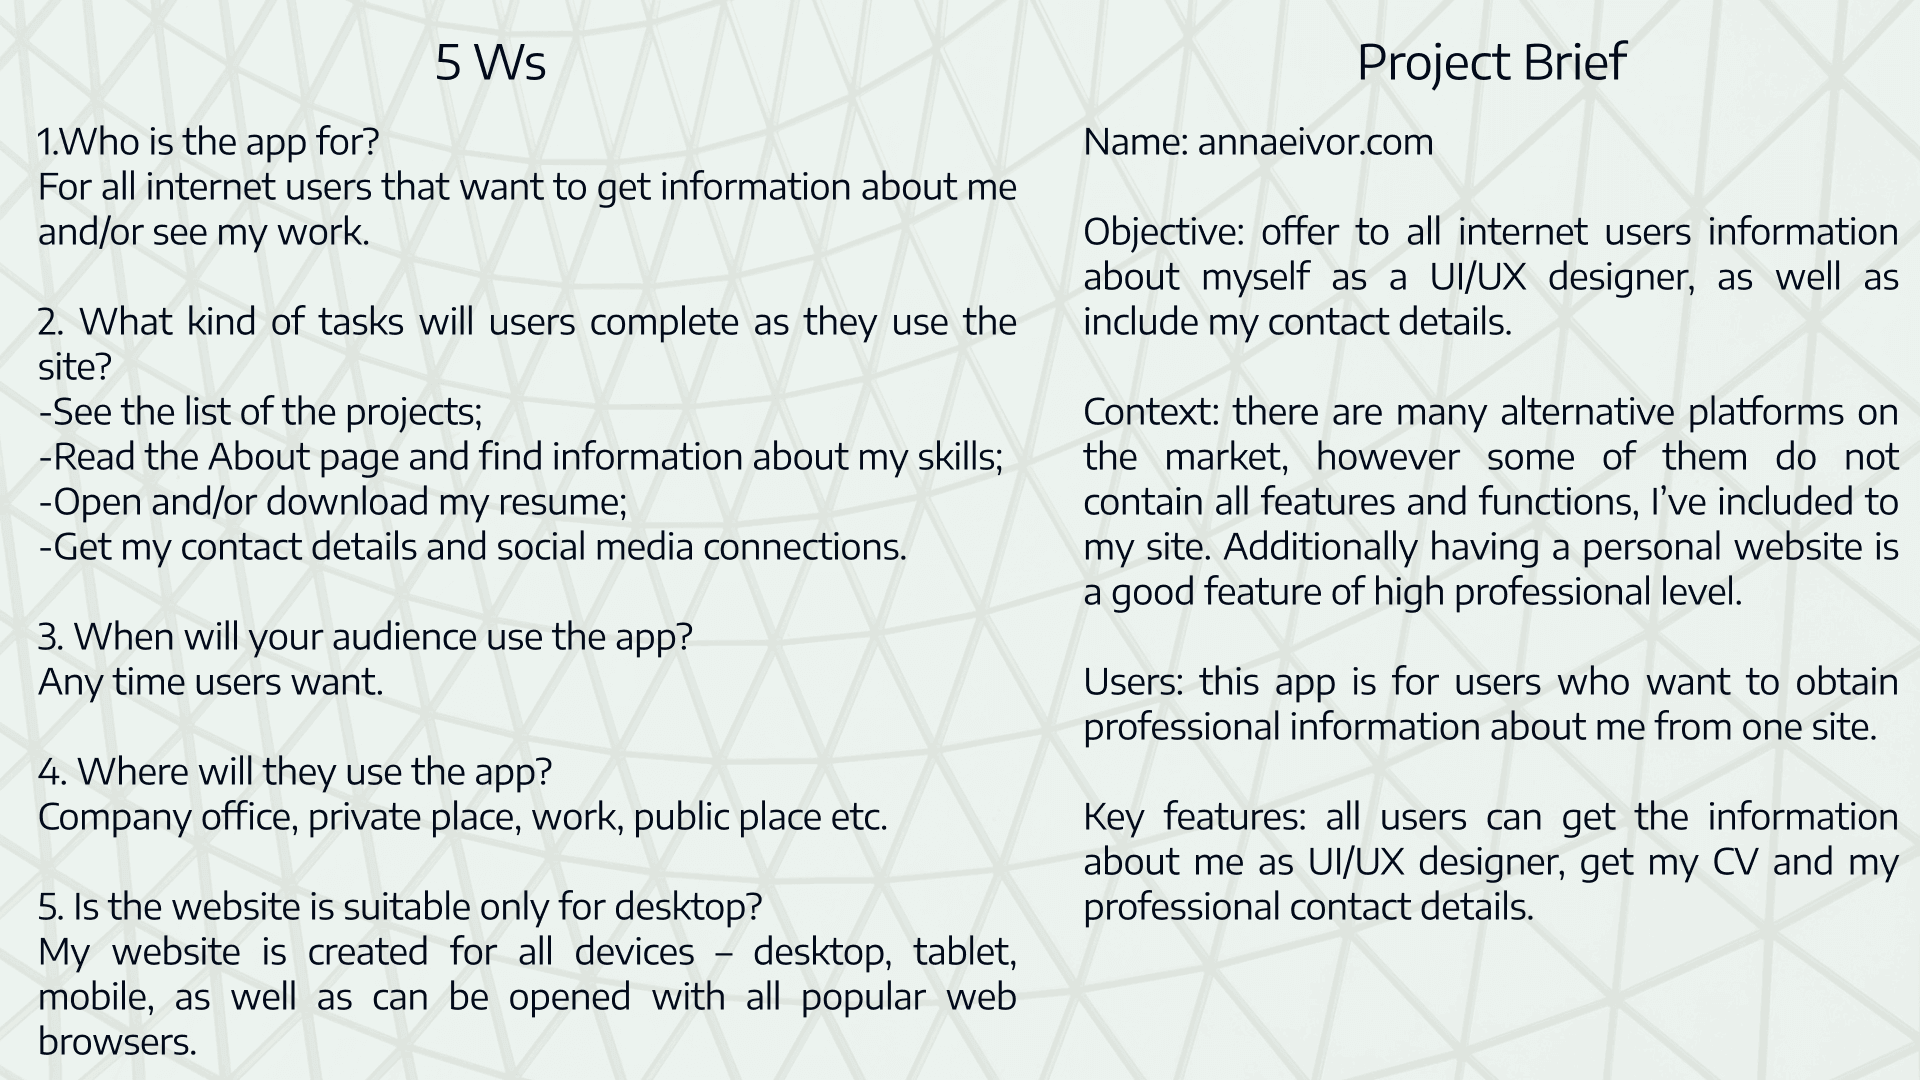 5 Ws
1.Who is the app for?
For all internet users that want to get information about me
and/or see my work.
2. What kind of tasks will users complete as they use the
site?
-See the list of the projects;
-Read the About page and find information about my skills;
-Open and/or download my resume;
-Get my contact details and social media connections.
3. When will your audience use the app?
Any time users want.
4. Where will they use the app?
Company office, private place, work, public place etc.
5. Is the website is suitable only for desktop?
My website is created for all devices – desktop, tablet,
mobile, as well as can be opened with all popular web
browsers.
Project Brief
Name: annaeivor.com
Objective: offer to all internet users information
about myself as a UI/UX designer, as well as
include my contact details.
Context: there are many alternative platforms on
the market, however some of them do not
contain all features and functions, I’ve included to
my site. Additionally having a personal website is
a good feature of high professional level.
Users: this app is for users who want to obtain
professional information about me from one site.
Key features: all users can get the information
about me as UI/UX designer, get my CV and my
professional contact details.